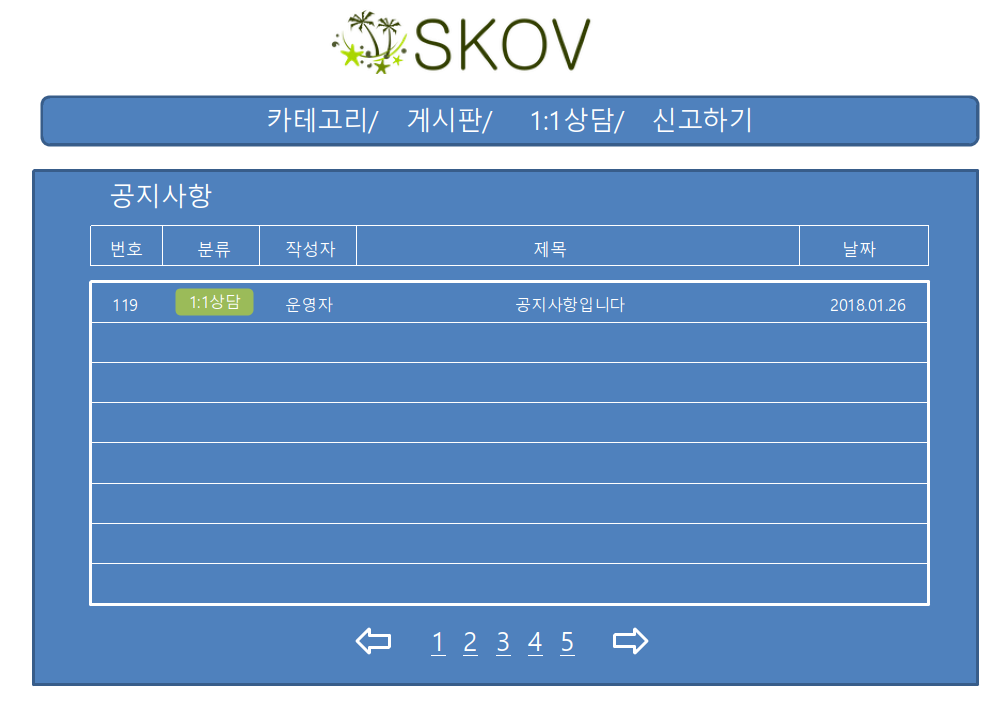 SKOV
카테고리/ 게시판/ 1:1상담/ 신고하기
공지사항
번호 분류 작성자 제목 날짜
119 1:1상담 운영자 공지사항입니다 2018.01.26
1 2 3 4 5